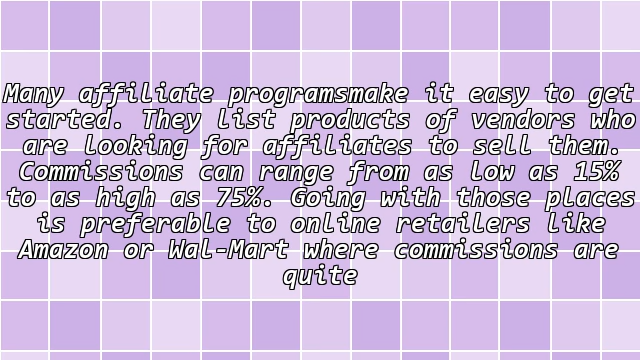 Many affiliate programsmake it easy to get
started. They list products of vendors who
are looking for affiliates to sell them.
Commissions can range from as low as 15%
to as high as 75%. Going with those places
is preferable to online retailers like
Amazon or Wal-Mart where commissions are
quite